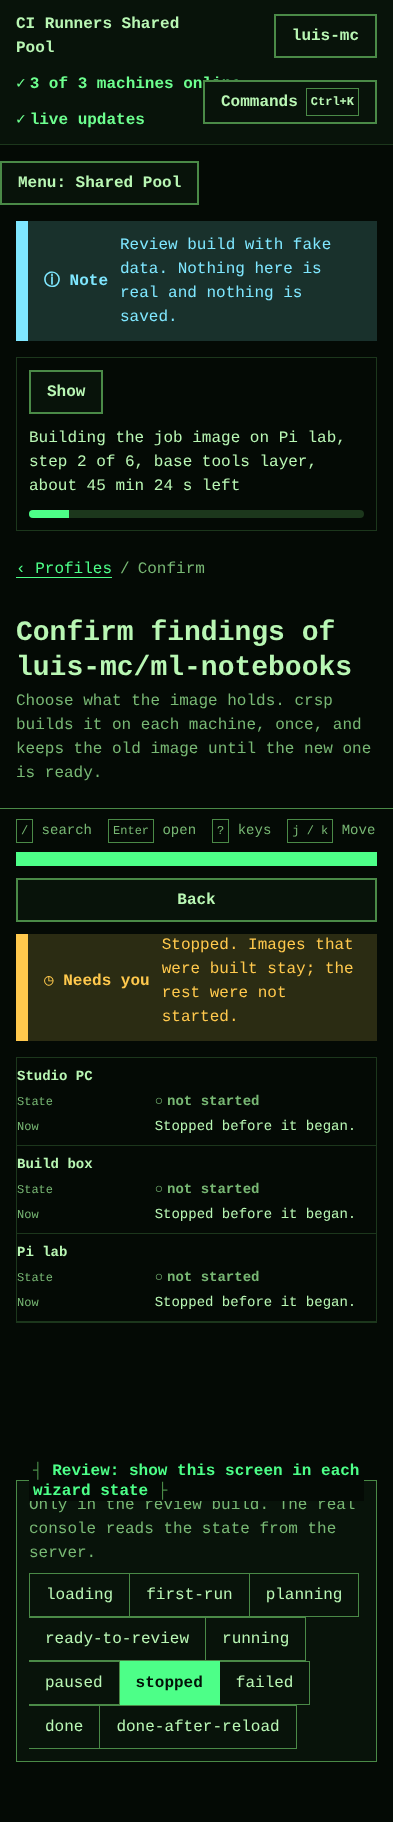 CI Runners Shared
Pool
luis-mc
✓ 3 of 3 machines
Commands Ctrl+K
✓ live updates
Menu: Shared Pool
ⓘ Note
Review build with fake
data. Nothing here is
real and nothing is
saved.
Show
Building the job image on Pi lab,
step 2 of 6, base tools layer,
about 45 min 24 s left
‹ Profiles / Confirm
Confirm findings of
luis-mc/ml-notebooks
Choose what the image holds. crsp
builds it on each machine, once, and
keeps the old image until the new one
is ready.
/ search Enter open ? keys j / k Move
Back
◷ Needs you
Stopped. Images that
were built stay; the
rest were not
started.
Studio PC
State ○ not started
Now Stopped before it began.
Build box
State ○ not started
Now Stopped before it began.
Pi lab
State ○ not started
Now Stopped before it began.
┤ Review: show this screen in each
wizard state ├
Only in the review build. The real
console reads the state from the
server.
loading first-run planning
ready-to-review running
paused stopped failed
done done-after-reload